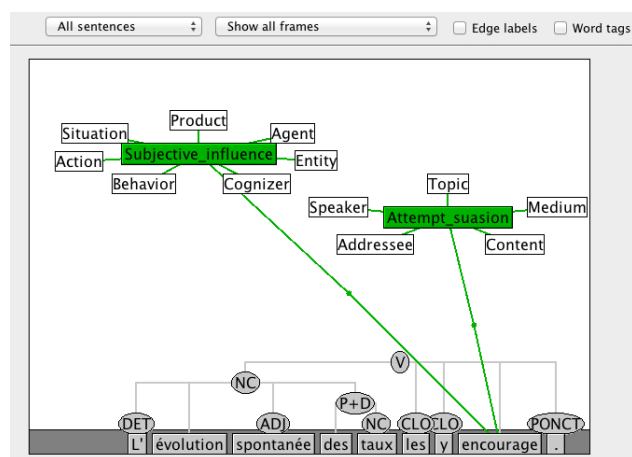 All sentences Show all frames Edge labels Word tags
Product
Situation Agent
Subjective_influence
Action Entity
Behavior Cognizer
Topic
Speaker Medium
Attempt_suasion
Addressee Content
V
NC
P+D
DET ADJ NC CLO CLO PONCT
L' évolution spontanée des taux les y encourage .